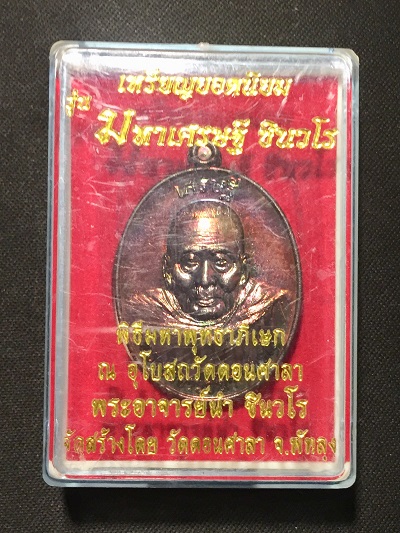 เหรียญยอดนิยม
รุ่น มหาเศรษฐี ชินวโร
เศรษฐี
พิธีมหาพุทธาภิเษก
ณ อุโบสถวัดดอนศาลา
พระอาจารย์นำ ชินวโร
จัดสร้างโดย วัดดอนศาลา จ.พัทลุง